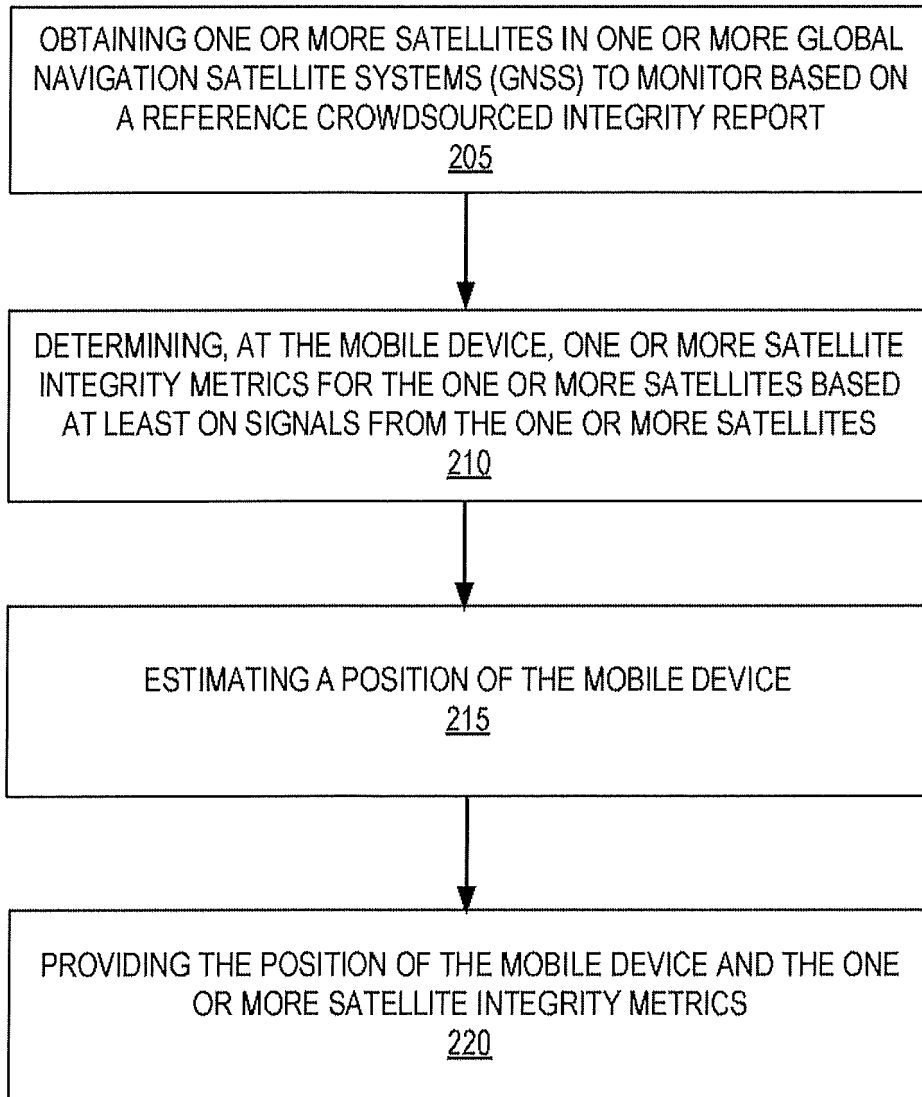 OBTAINING ONE OR MORE SATELLITES IN ONE OR MORE GLOBAL
NAVIGATION SATELLITE SYSTEMS (GNSS) TO MONITOR BASED ON
A REFERENCE CROWDSOURCED INTEGRITY REPORT
205
DETERMINING, AT THE MOBILE DEVICE, ONE OR MORE SATELLITE
INTEGRITY METRICS FOR THE ONE OR MORE SATELLITES BASED
AT LEAST ON SIGNALS FROM THE ONE OR MORE SATELLITES
210
ESTIMATING A POSITION OF THE MOBILE DEVICE
215
PROVIDING THE POSITION OF THE MOBILE DEVICE AND THE ONE
OR MORE SATELLITE INTEGRITY METRICS
220